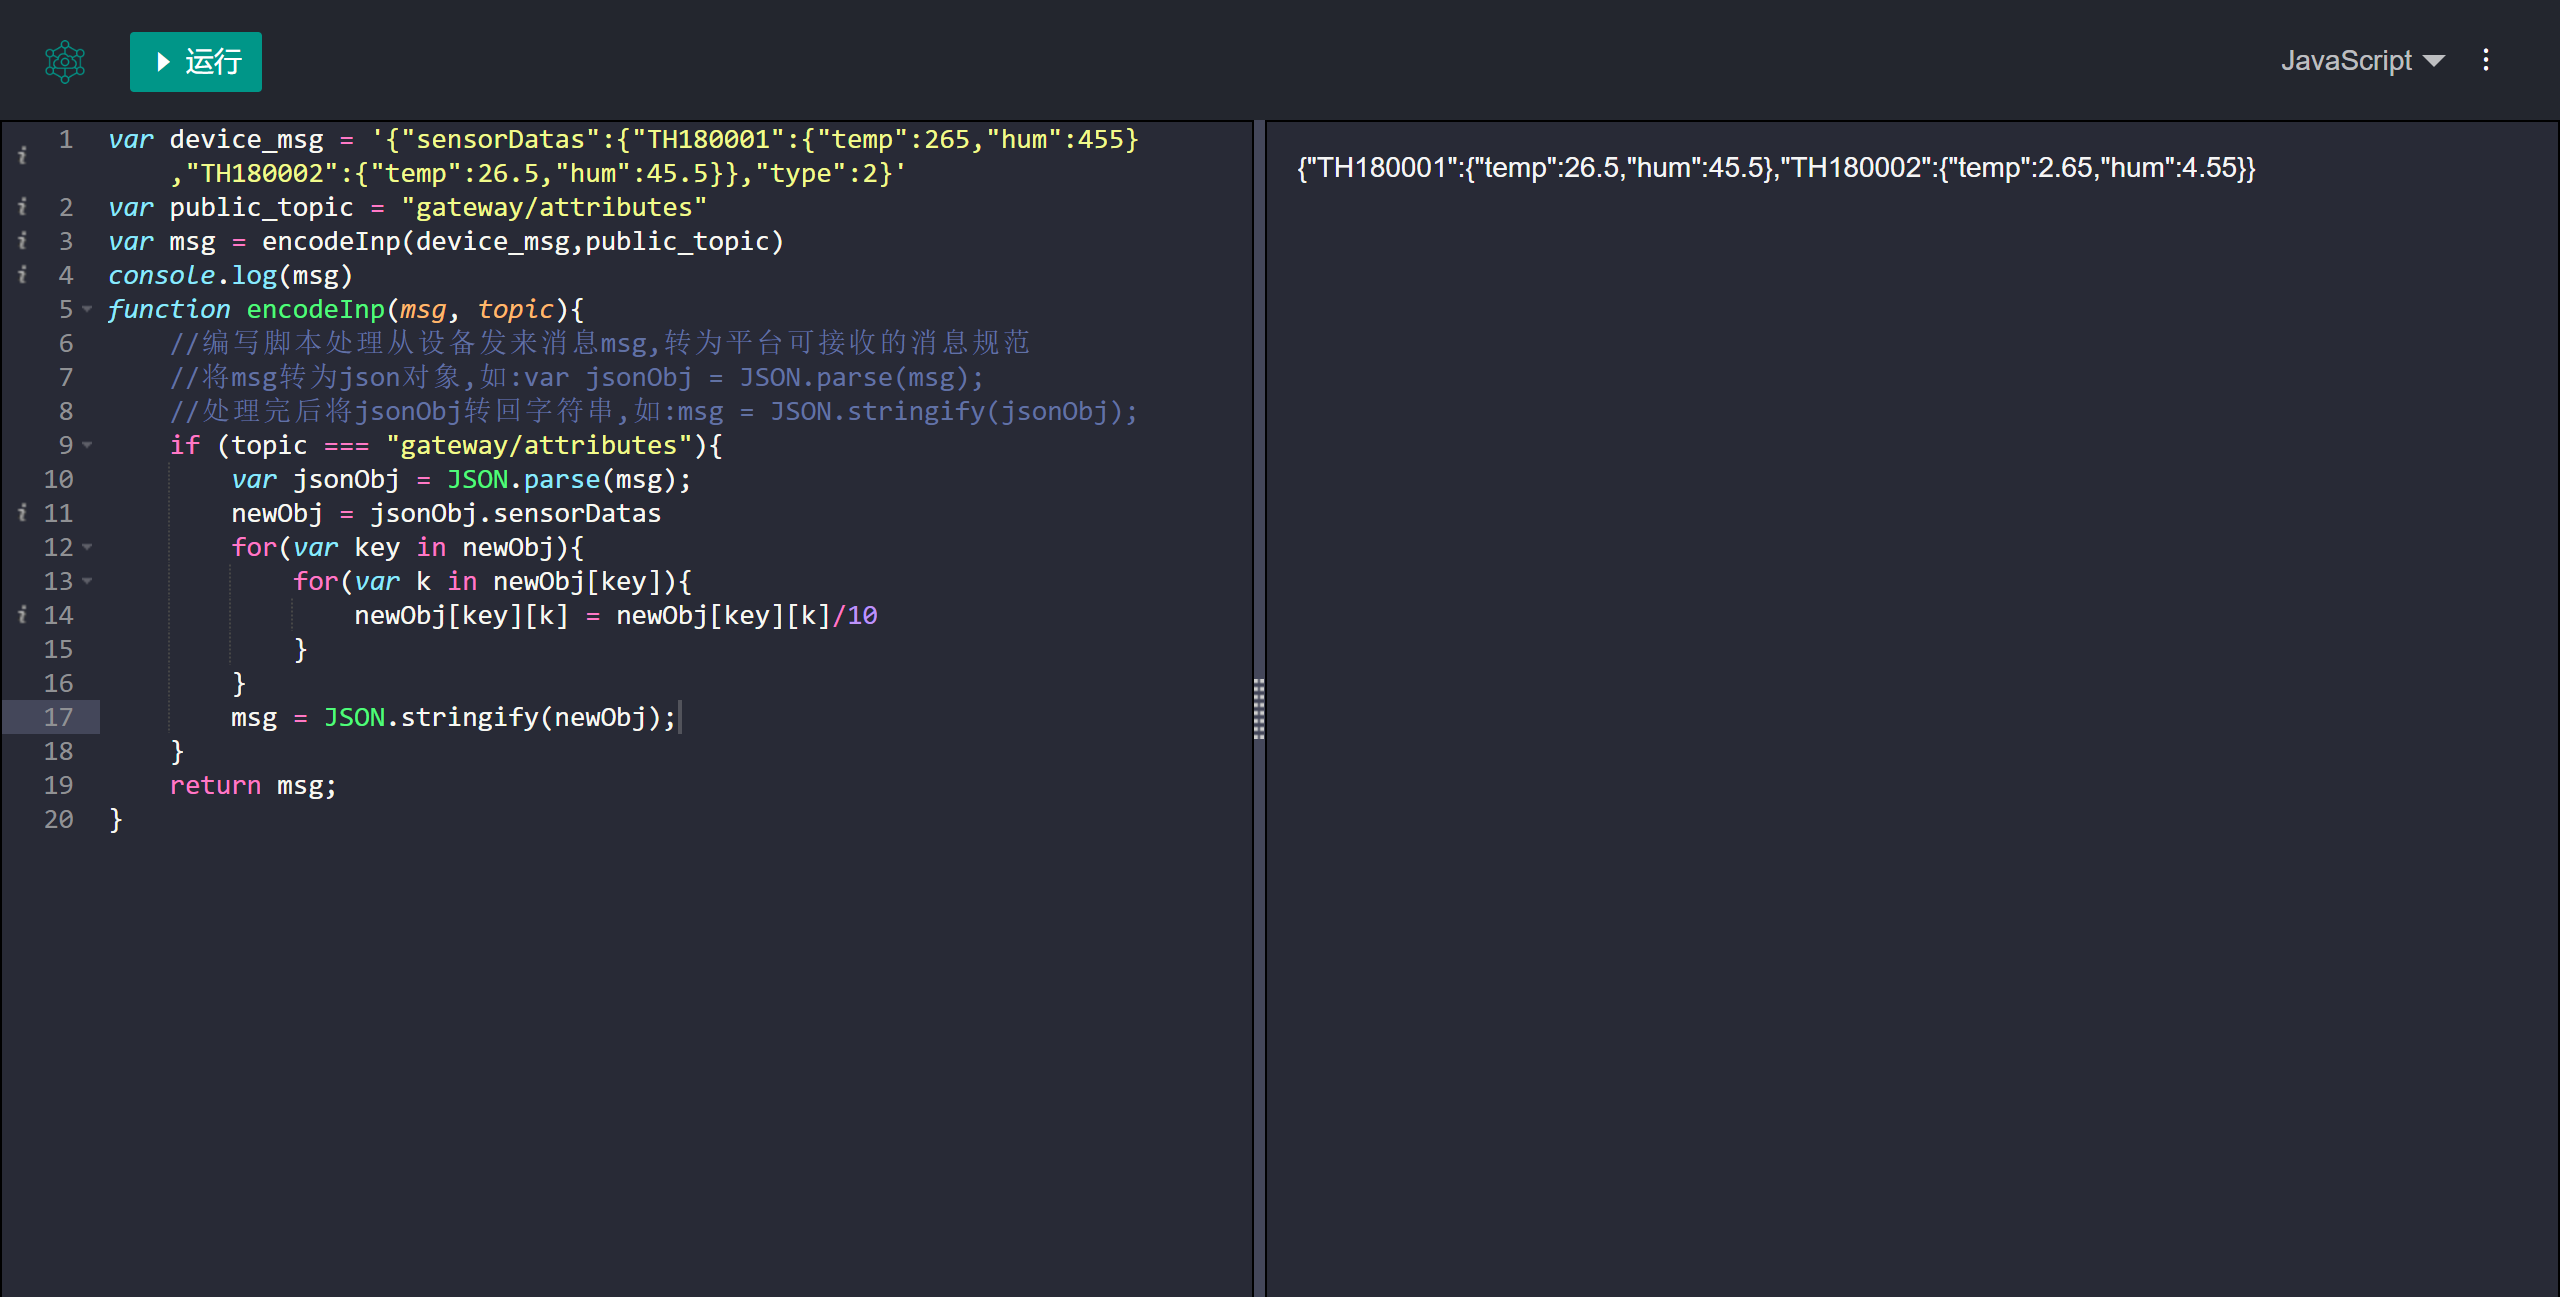 运行
JavaScript
1 var device_msg = '{"sensorDatas":{"TH180001":{"temp":265,"hum":455}
,"TH180002":{"temp":26.5,"hum":45.5}},"type":2}'
2 var public_topic = "gateway/attributes"
3 var msg = encodeInp(device_msg,public_topic)
4 console.log(msg)
5 function encodeInp(msg, topic){
6 //编写脚本处理从设备发来消息msg,转为平台可接收的消息规范
7 //将msg转为json对象,如:var jsonObj = JSON.parse(msg);
8 //处理完后将jsonObj转回字符串,如:msg = JSON.stringify(jsonObj);
9 if (topic === "gateway/attributes"){
10 var jsonObj = JSON.parse(msg);
11 newObj = jsonObj.sensorDatas
12 for(var key in newObj){
13 for(var k in newObj[key]){
14 newObj[key][k] = newObj[key][k]/10
15 }
16 }
17 msg = JSON.stringify(newObj);
18 }
19 return msg;
20 }
{"TH180001":{"temp":26.5,"hum":45.5},"TH180002":{"temp":2.65,"hum":4.55}}